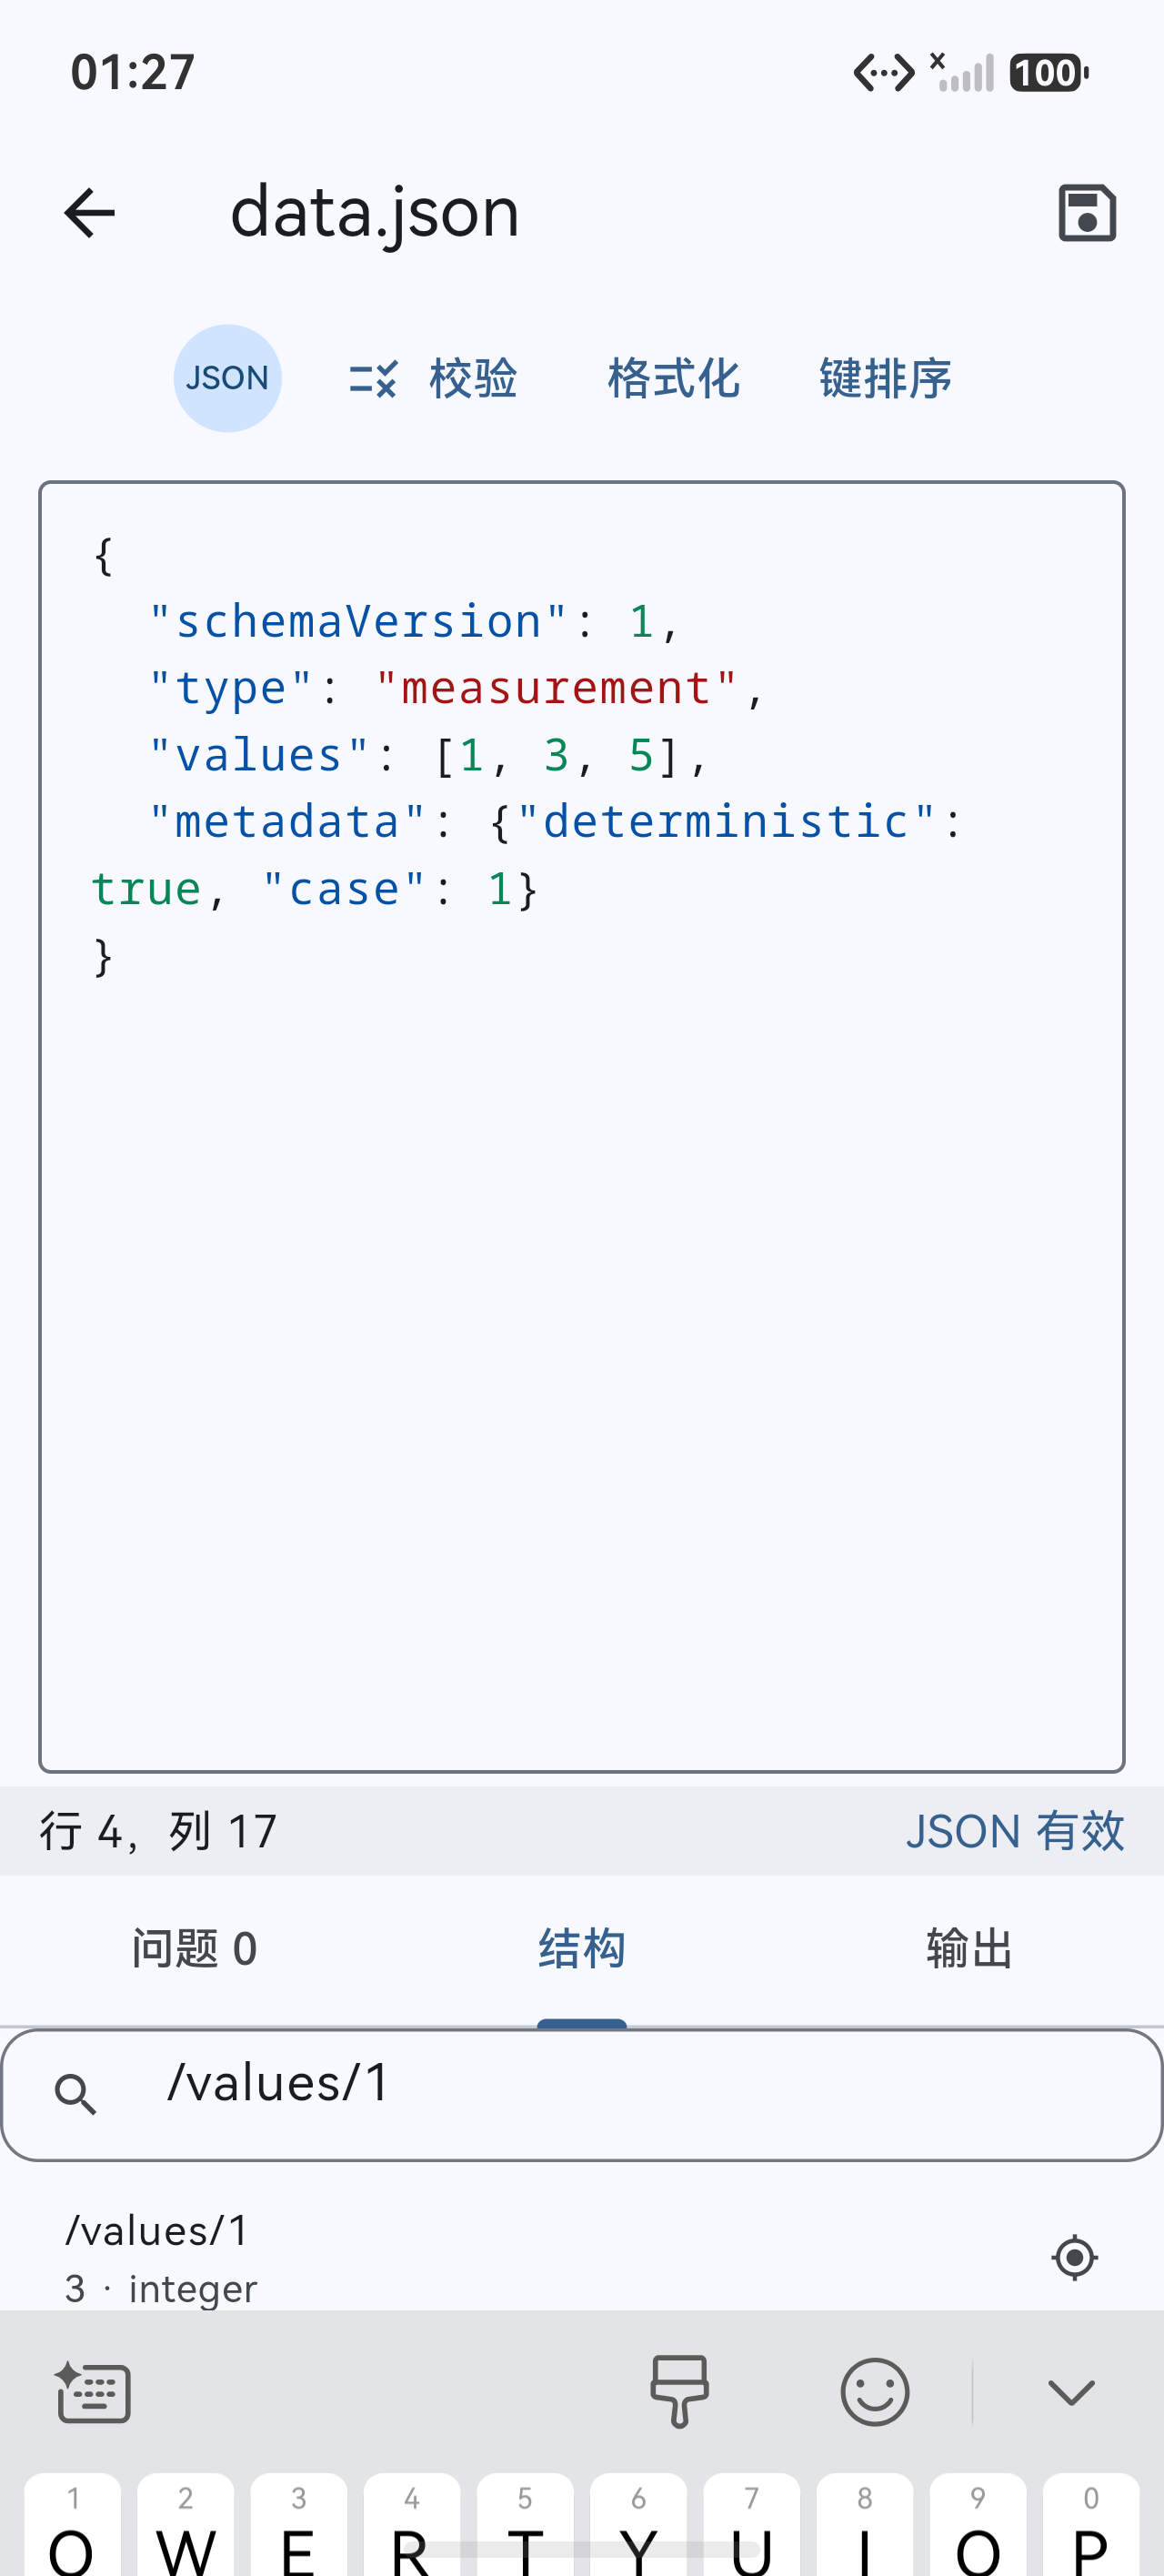 01:27
100
data.json
JSON 校验 格式化 键排序
{
  "schemaVersion": 1,
  "type": "measurement",
  "values": [1, 3, 5],
  "metadata": {"deterministic":
true, "case": 1}
}
行 4，列 17
JSON 有效
问题 0 结构 输出
/values/1
/values/1
3 · integer
1 2 3 4 5 6 7 8 9 0
Q W E R T Y U I O P